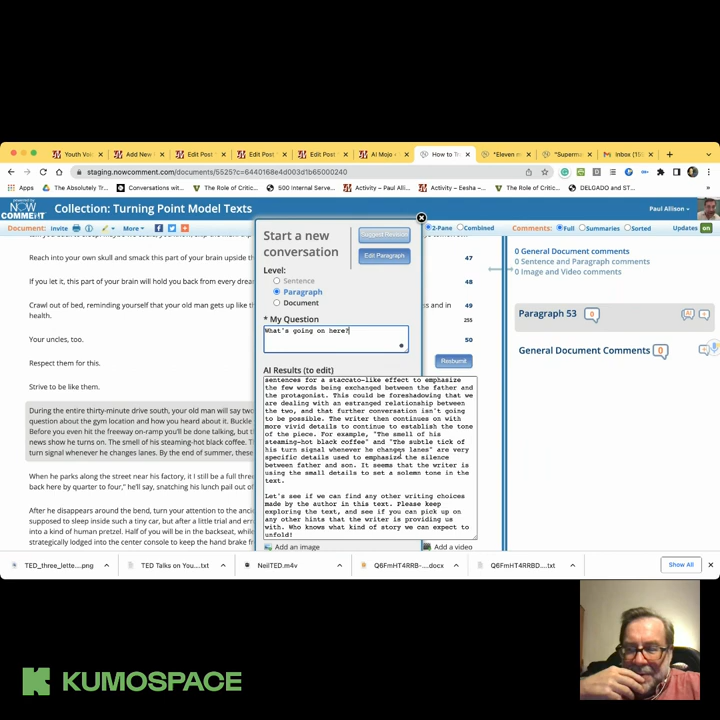 Youth Voi
Add New
Edit Post
Edit Post
Edit Post
AI Mojo
How to Tr
"Eleven m
"Superm
Inbox (15
staging.nowcomment.com/documents/5525?c=6440168e4d003d1b65000240
Apps
The Absolutely Tr...
Conversations wit...
The Role of Critic...
500 Internal Serve...
Activity – Paul Alli...
Activity – Eesha –...
The Role of Critic...
DELGADO and ST...
powered by
NOW
COMMENT
Collection: Turning Point Model Texts
Paul Allison
Document:
invite
More
2-Pane
Combined
Comments:
Full
Summaries
Sorted
Updates
on
Reach into your own skull and smack this part of your brain upside
47
If you let it, this part of your brain will hold you back from every
48
Crawl out of bed, reminding yourself that your old man gets up like
and in
49
health.
255
Your uncles, too.
50
Respect them for this.
Strive to be like them.
During the entire thirty-minute drive south, your old man will say two
question about the gym location and how you heard about it. Buckle
Before you even hit the freeway on-ramp you'll be done talking, but
news show he turns on. The smell of his steaming-hot black coffee. T
turn signal whenever he changes lanes. By the end of summer, these
When he parks along the street near his factory, it I still be a full three
back here by quarter to four," he'll say, snatching his lunch pail out of
After he disappears around the bend, turn your attention to the
supposed to sleep inside such a tiny car, but after a little trial and
into a kind of human pretzel. Half of you will be in the backseat, while
strategically lodged into the center console to keep the hand brake
Start a new
conversation
Suggest Revision
Edit Paragraph
Level:
Sentence
Paragraph
Document
* My Question
What's going on here?
Resbumit
AI Results (to edit)
sentences for a staccato-like effect to emphasize
the few words being exchanged between the father and
the protagonist. This could be foreshadowing that we
are dealing with an estranged relationship between
the two, and that further conversation isn't going
to be possible. The writer then continues on with
more vivid details to continue to establish the tone
of the piece. For example, "The smell of his
steaming-hot black coffee" and "The subtle tick of
his turn signal whenever he changes lanes" are very
specific details used to emphasize the silence
between father and son. It seems that the writer is
using the small details to set a solemn tone in the
text.
Let's see if we can find any other writing choices
made by the author in this text. Please keep
exploring the text, and see if you can pick up on
any other hints that the writer is providing us
with. Who knows what kind of story we can expect to
unfold!
Add an image
Add a video
0 General Document comments
0 Sentence and Paragraph comments
0 Image and Video comments
Paragraph 53
0
AI
General Document Comments
0
TED_three_lette....png
TED Talks on You....txt
NeilTED.m4v
Q6FmHT4RRB-...docx
Q6FmHT4RRBD....txt
Show All
KUMOSPACE